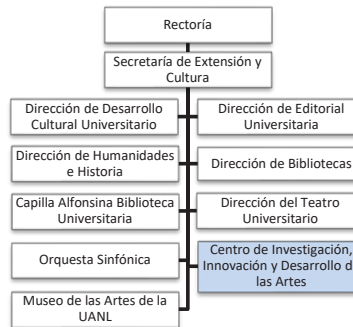 Rectoría
Secretaría de Extensión y
Cultura
Dirección de Desarrollo
Cultural Universitario
Dirección de Editorial
Universitaria
Dirección de Humanidades
e Historia
Dirección de Bibliotecas
Capilla Alfonsina Biblioteca
Universitaria
Dirección del Teatro
Universitario
Orquesta Sinfónica
Centro de Investigación,
Innovación y Desarrollo d
las Artes
Museo de las Artes de la
UANL